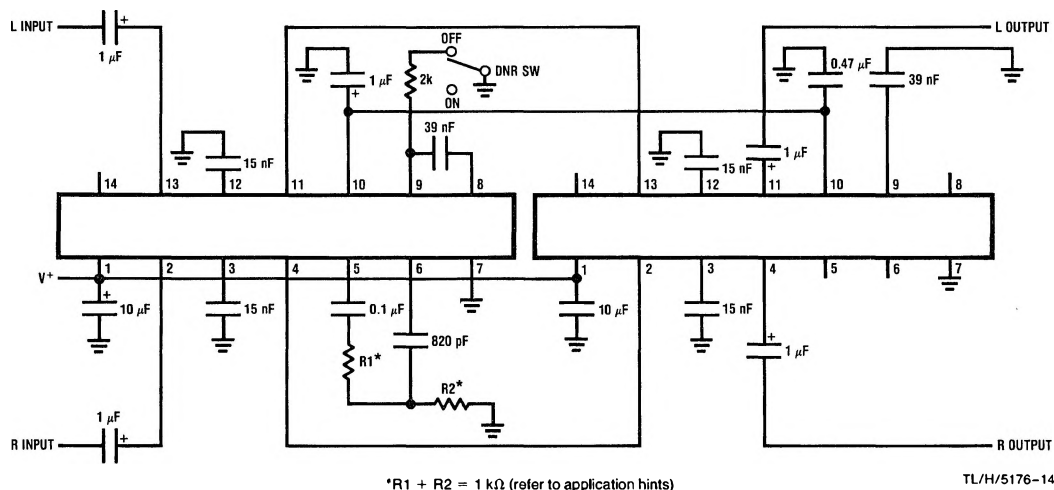 L INPUT
1 μF
+
OFF
DNR SW
ON
1 μF
+
2k
39 nF
L OUTPUT
0.47 μF
39 nF
15 nF
15 nF
1 μF
+
14 13 12 11 10 9 8
14 13 12 11 10 9 8
V+
1 2 3 4 5 6 7
1 2 3 4 5 6 7
+
10 μF
15 nF
0.1 μF
820 pF
10 μF
15 nF
R1*
R2*
+
1 μF
1 μF
+
R INPUT
R OUTPUT
*R1 + R2 = 1 kΩ (refer to application hints)
TL/H/5176-14